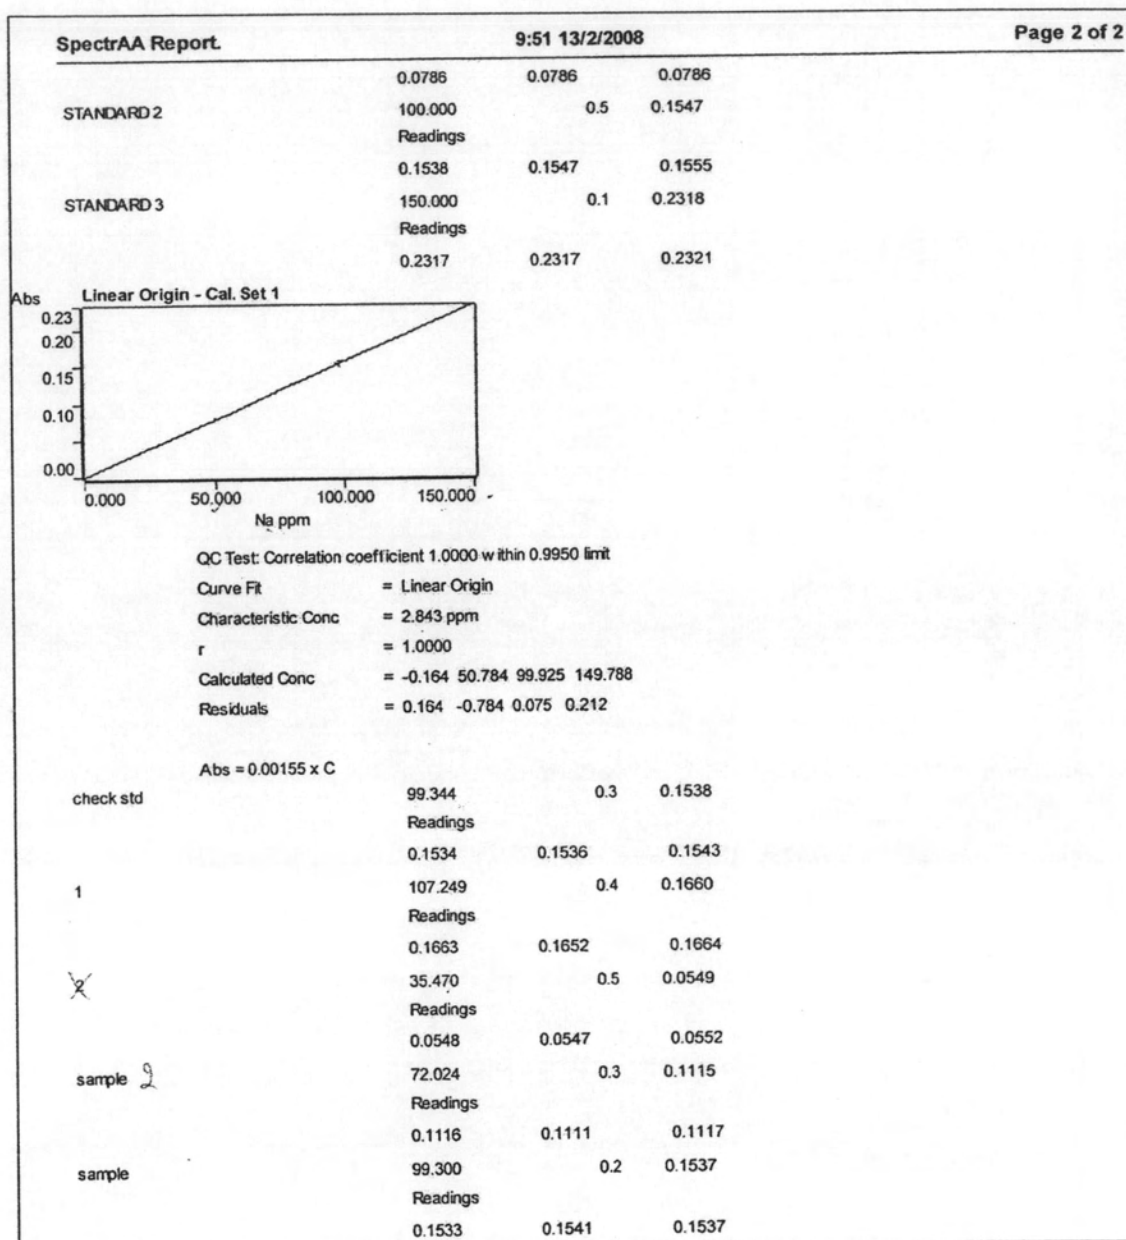 SpectrAA Report. 9:51 13/2/2008 Page 2 of 2
0.0786 0.0786 0.0786
STANDARD 2 100.000 0.5 0.1547
Readings
0.1538 0.1547 0.1555
STANDARD 3 150.000 0.1 0.2318
Readings
0.2317 0.2317 0.2321
Abs Linear Origin - Cal. Set 1
0.23
0.20
0.15
0.10
0.00
0.000 50.000 100.000 150.000
Na ppm
QC Test: Correlation coefficient 1.0000 within 0.9950 limit
Curve Fit = Linear Origin
Characteristic Conc = 2.843 ppm
r = 1.0000
Calculated Conc = -0.164 50.784 99.925 149.788
Residuals = 0.164 -0.784 0.075 0.212
Abs = 0.00155 x C
check std 99.344 0.3 0.1538
Readings
0.1534 0.1536 0.1543
1 107.249 0.4 0.1660
Readings
0.1663 0.1652 0.1664
2 35.470 0.5 0.0549
Readings
0.0548 0.0547 0.0552
sample 2 72.024 0.3 0.1115
Readings
0.1116 0.1111 0.1117
sample 99.300 0.2 0.1537
Readings
0.1533 0.1541 0.1537